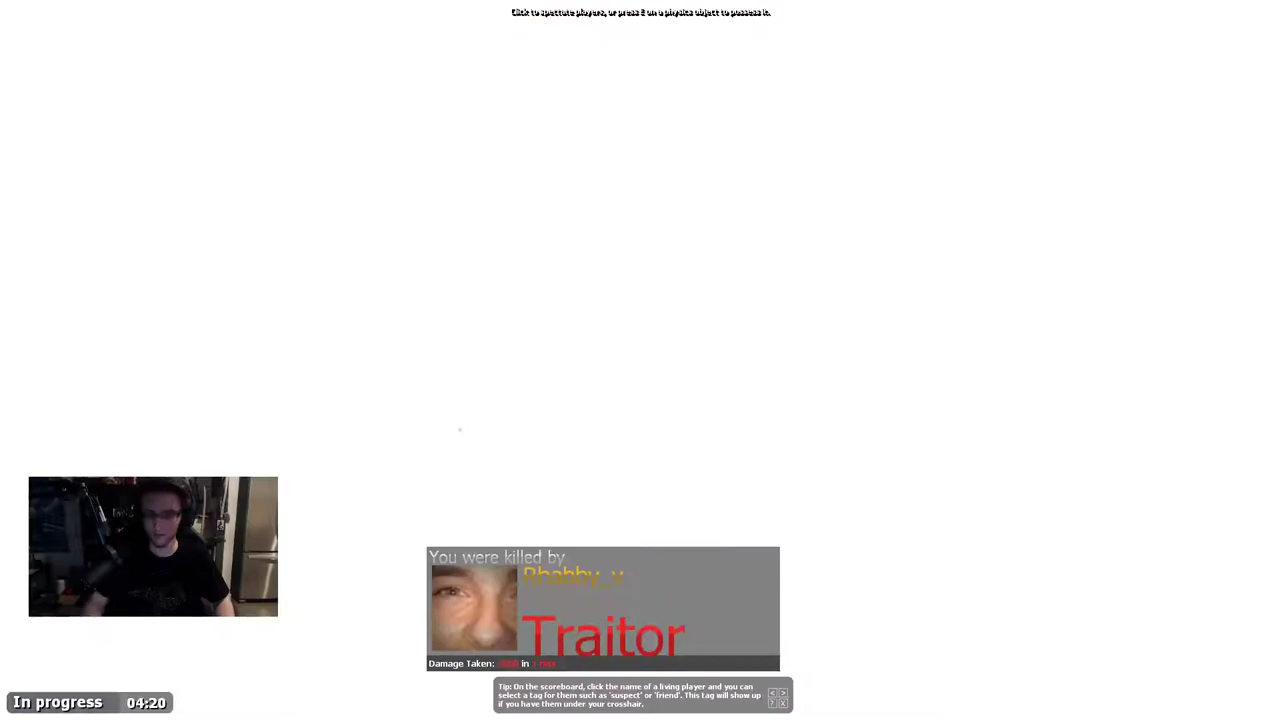 Click to spectate players, or press E on a physics object to possess it.
You were killed by
Rhabby_v
Traitor
Damage Taken: in
Tip: On the scoreboard, click the name of a living player and you can
select a tag for them such as 'suspect' or 'friend'. This tag will show up
if you have them under your crosshair.
< >
? X
In progress 04:20